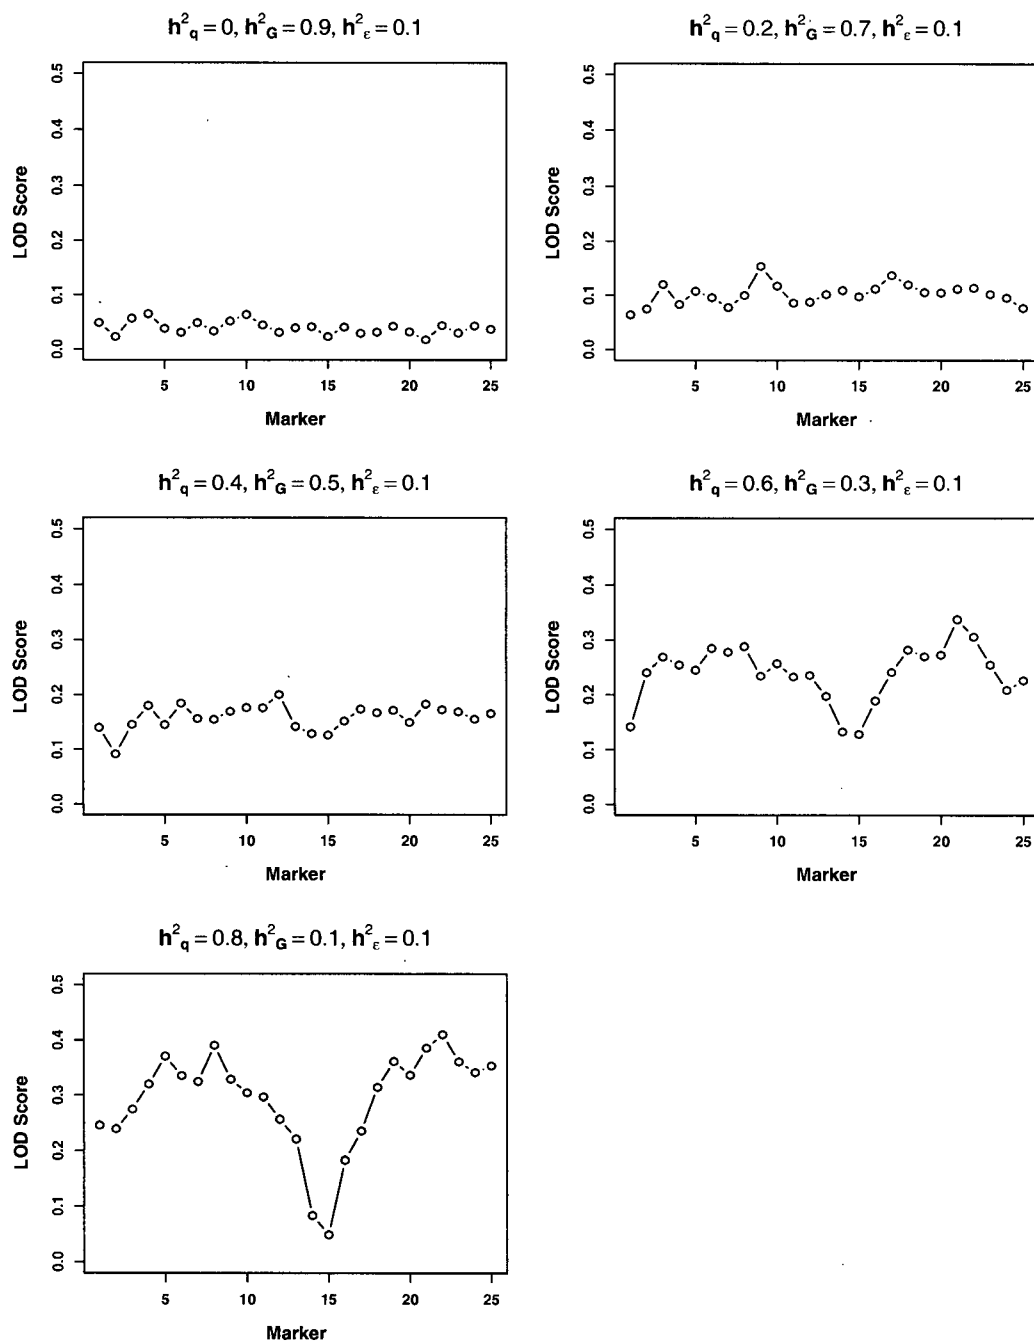 h²q = 0, h²G = 0.9, h²ε = 0.1
LOD Score
0.5
0.4
0.3
0.2
0.1
0.0
5 10 15 20 25
Marker
h²q = 0.2, h²G = 0.7, h²ε = 0.1
LOD Score
0.5
0.4
0.3
0.2
0.1
0.0
5 10 15 20 25
Marker
h²q = 0.4, h²G = 0.5, h²ε = 0.1
LOD Score
0.5
0.4
0.3
0.2
0.1
0.0
5 10 15 20 25
Marker
h²q = 0.6, h²G = 0.3, h²ε = 0.1
LOD Score
0.5
0.4
0.3
0.2
0.1
0.0
5 10 15 20 25
Marker
h²q = 0.8, h²G = 0.1, h²ε = 0.1
LOD Score
0.5
0.4
0.3
0.2
0.1
0.0
5 10 15 20 25
Marker